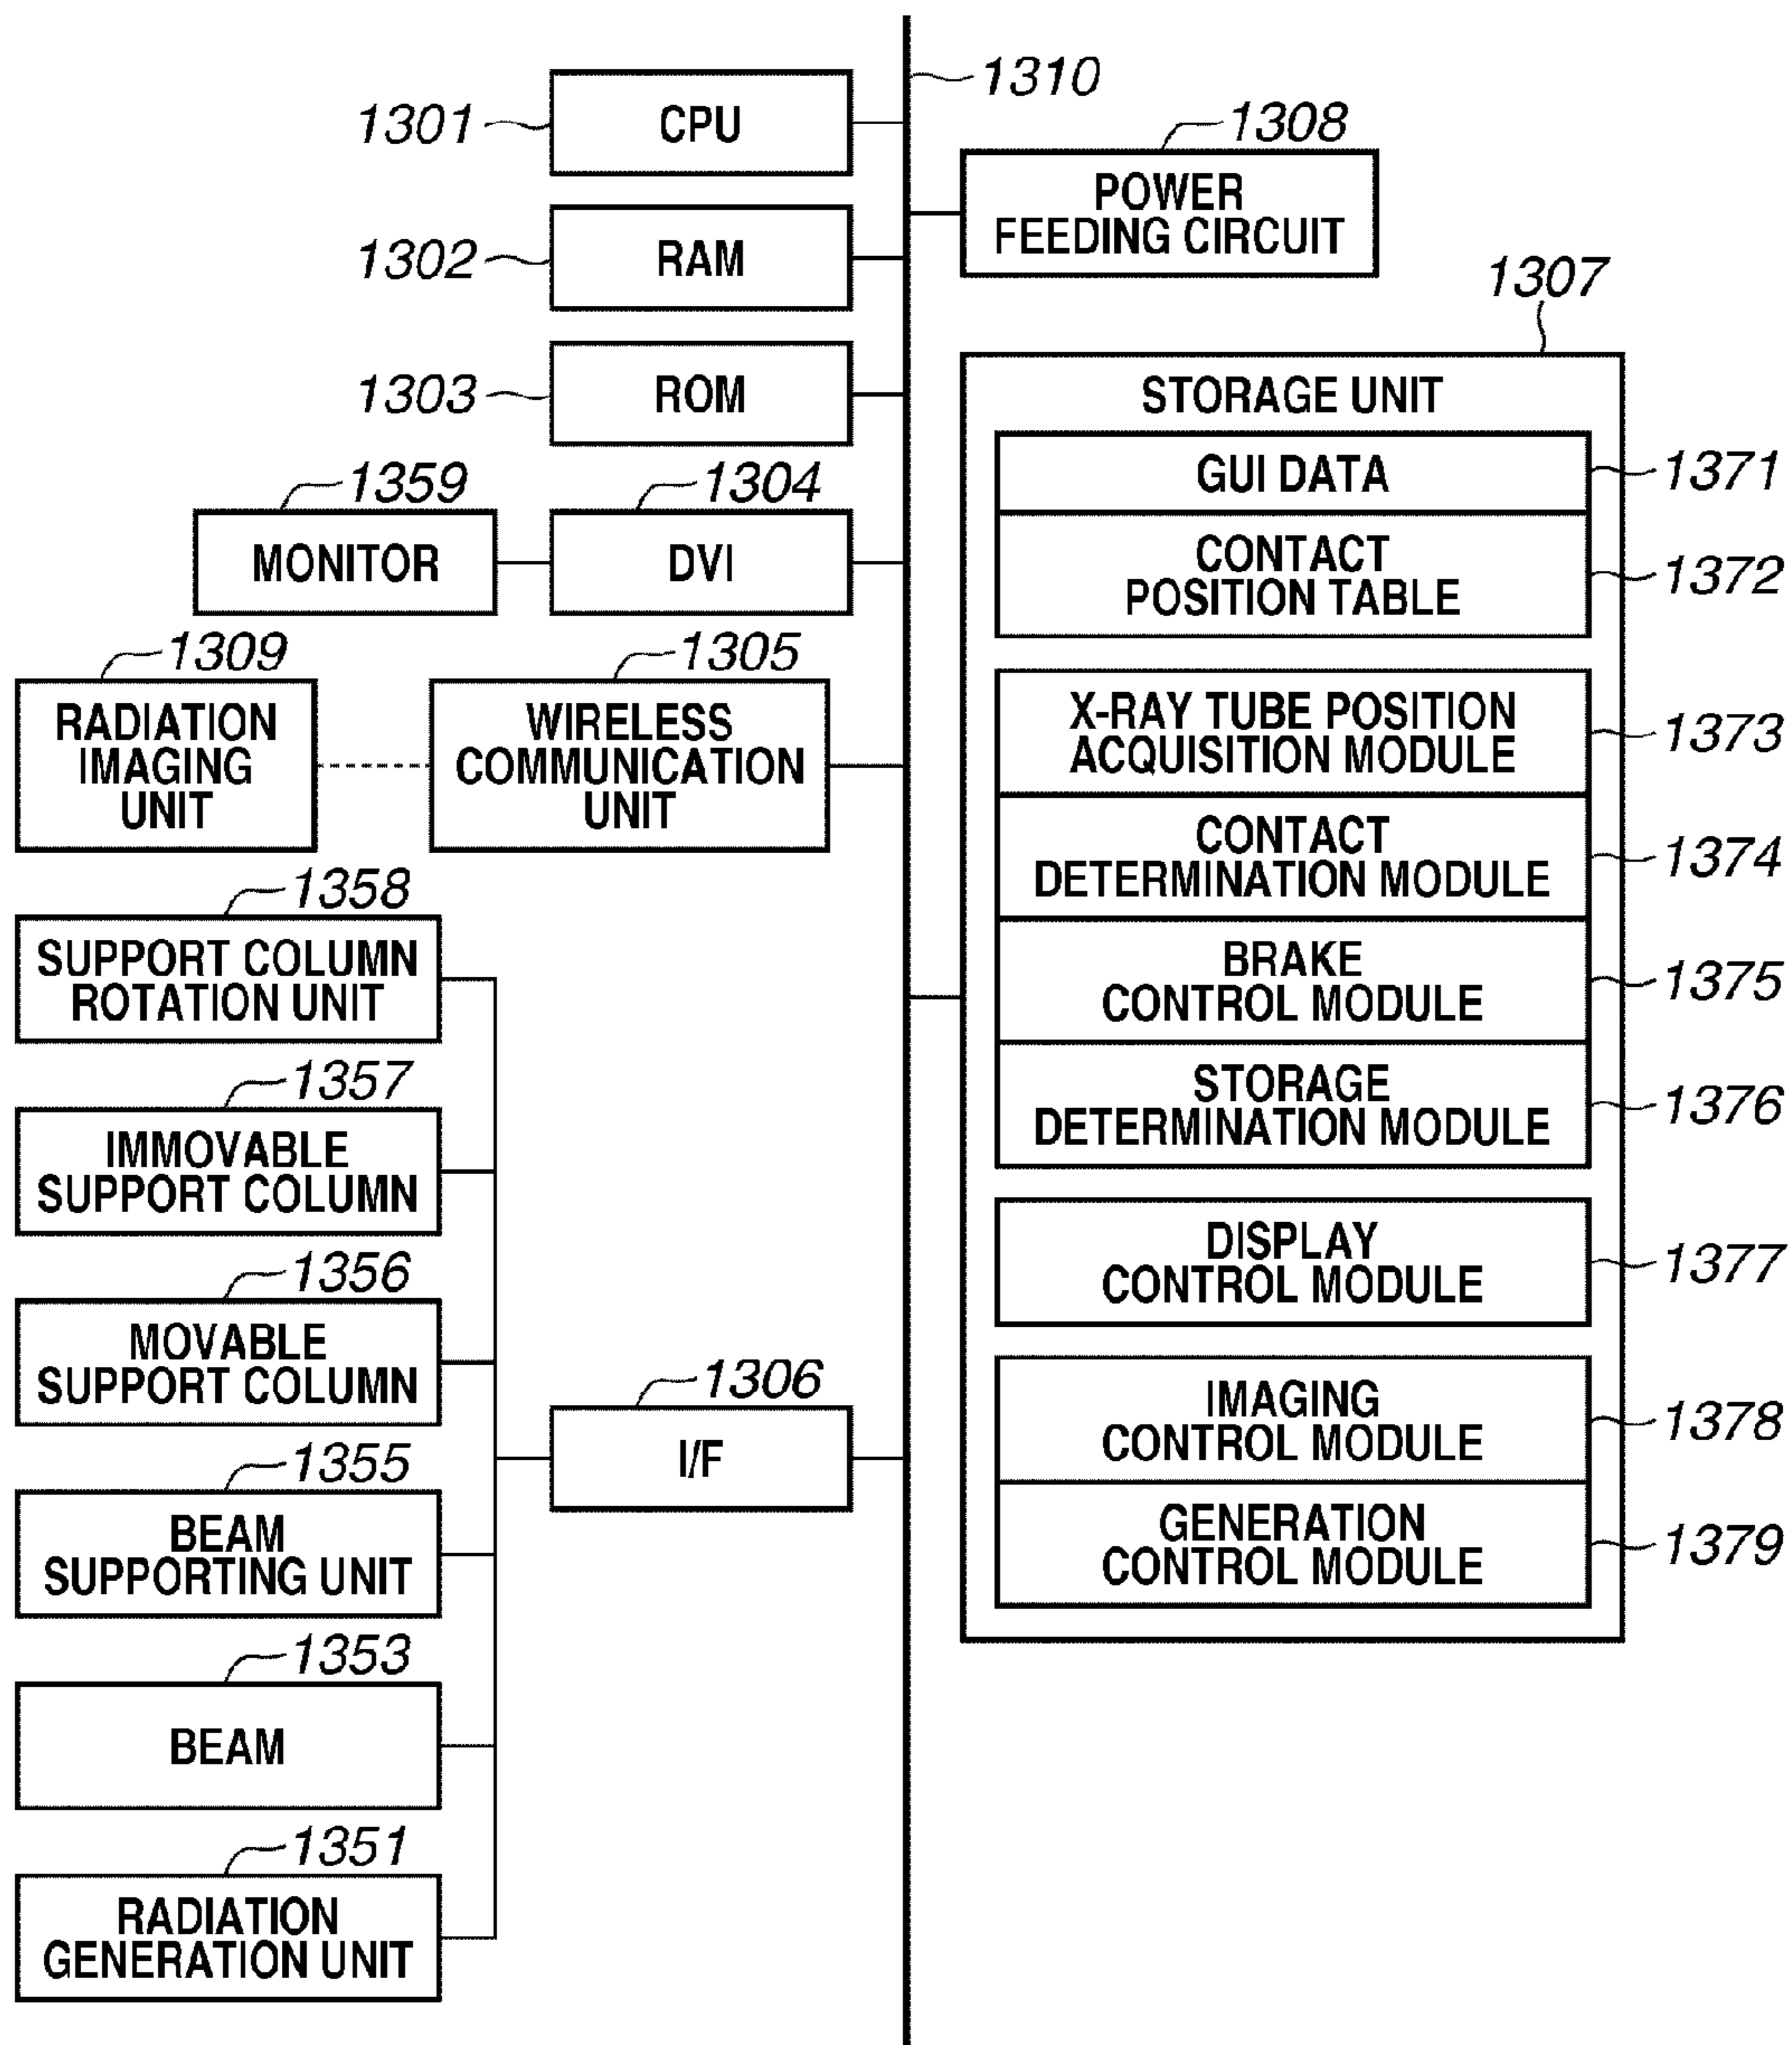 1310
1301
CPU
1308
POWER
FEEDING CIRCUIT
1302
RAM
1307
1303
ROM
STORAGE UNIT
GUI DATA
1371
1359
MONITOR
1304
DVI
CONTACT
POSITION TABLE
1372
1309
RADIATION
IMAGING
UNIT
1305
WIRELESS
COMMUNICATION
UNIT
X-RAY TUBE POSITION
ACQUISITION MODULE
1373
CONTACT
DETERMINATION MODULE
1374
1358
SUPPORT COLUMN
ROTATION UNIT
BRAKE
CONTROL MODULE
1375
1357
IMMOVABLE
SUPPORT COLUMN
STORAGE
DETERMINATION MODULE
1376
1356
MOVABLE
SUPPORT COLUMN
DISPLAY
CONTROL MODULE
1377
1306
I/F
IMAGING
CONTROL MODULE
1378
1355
BEAM
SUPPORTING UNIT
GENERATION
CONTROL MODULE
1379
1353
BEAM
1351
RADIATION
GENERATION UNIT